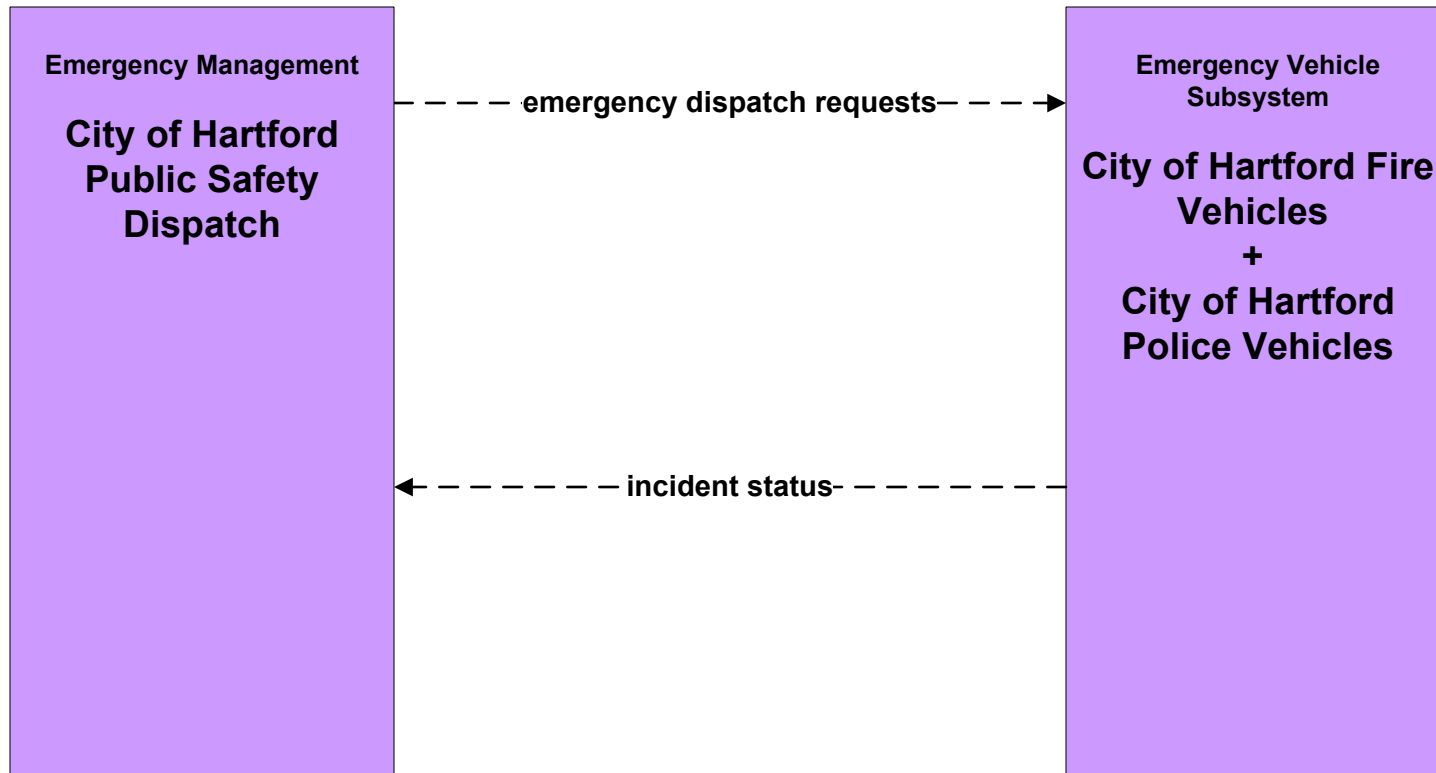 Emergency Management
City of Hartford
Public Safety
Dispatch
emergency dispatch requests
Emergency Vehicle
Subsystem
City of Hartford Fire
Vehicles
+
City of Hartford
Police Vehicles
incident status